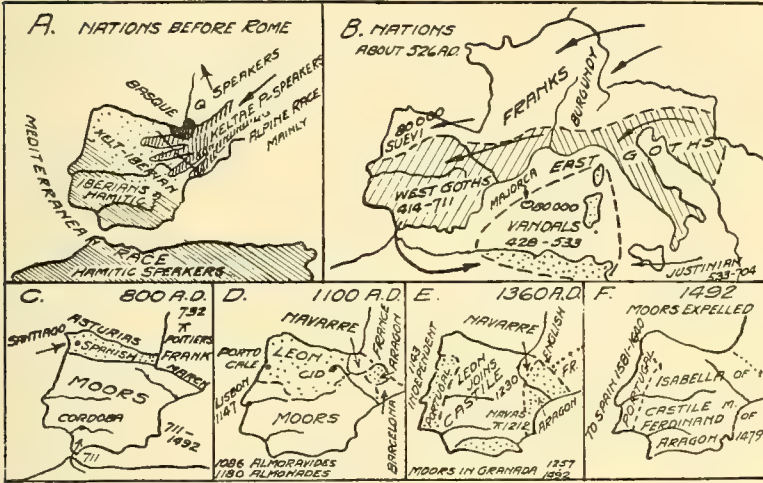 A. NATIONS BEFORE ROME
BASQUE
Q SPEAKERS
KELTAE P-SPEAKERS
ALPINE RACE
MAINLY
KELT-IBERIAN
IBERIANS
HAMITIC
MEDITERRANEAN RACE
HAMITIC SPEAKERS
B. NATIONS
ABOUT 526 A.D.
FRANKS
BURGUNDY
80,000
SUEVI
WEST GOTHS
414-711
EAST
GOTHS
MAJORCA
80000
VANDALS
428-533
JUSTINIAN
533-704
C. 800 A.D.
732
POITIERS
SANTIAGO
ASTURIAS
SPANISH
FRANK
MARCH
MOORS
CORDOBA
711-
1492
711
D. 1100 A.D.
NAVARRE
FRANCE
ARAGON
PORTO
CALE
LEON
CID
LISBON
1147
MOORS
BARCELONA
1086 ALMORAVIDES
1180 ALMOHADES
E. 1360 A.D.
NAVARRE
ENGLISH
FR.
1143
INDEPENDENT
PORTUGAL
LEON
JOINS
CASTILE
1230
NAVAS
1212
ARAGON
MOORS IN GRANADA
1257
1492
F. 1492
MOORS EXPELLED
TO SPAIN 1581-1640
PORTUGAL
ISABELLA OF
CASTILE M.
FERDINAND OF
ARAGON 1479